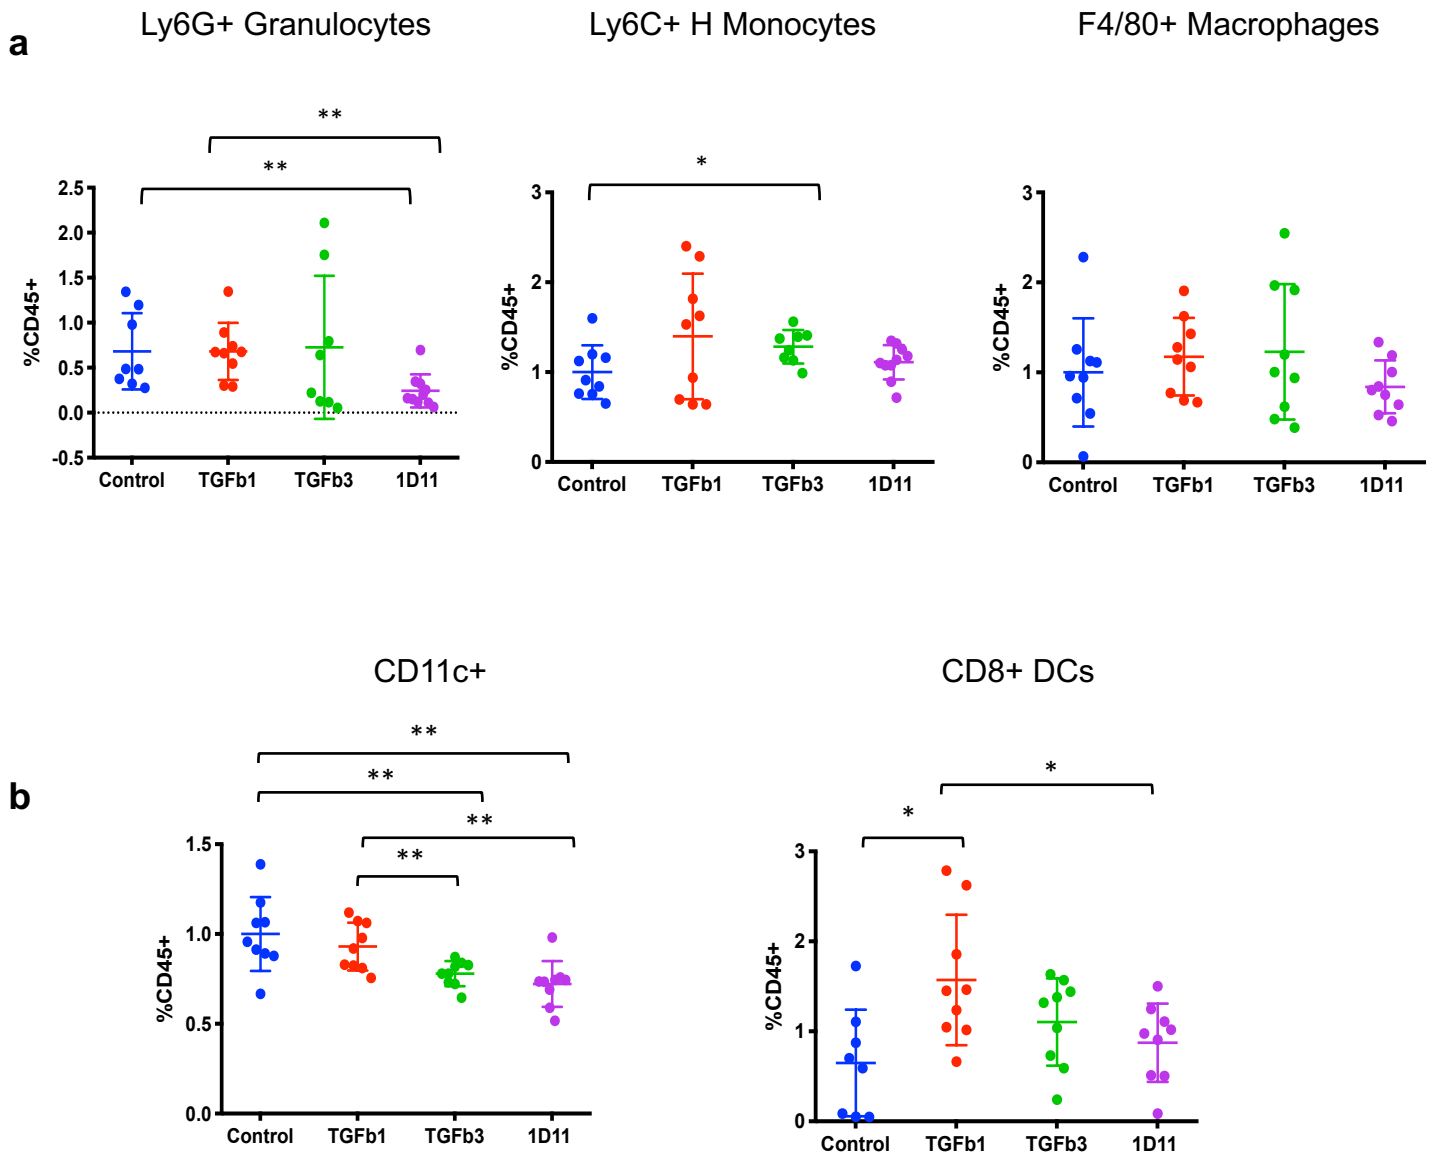 a
Ly6G+ Granulocytes
Ly6C+ H Monocytes
F4/80+ Macrophages
**
**
%CD45+
2.5
2.0
1.5
1.0
0.5
0.0
-0.5
Control TGFb1 TGFb3 1D11
*
%CD45+
3
2
1
0
Control TGFb1 TGFb3 1D11
%CD45+
3
2
1
0
Control TGFb1 TGFb3 1D11
b
CD11c+
CD8+ DCs
**
**
**
**
%CD45+
1.5
1.0
0.5
0.0
Control TGFb1 TGFb3 1D11
*
*
%CD45+
3
2
1
0
Control TGFb1 TGFb3 1D11